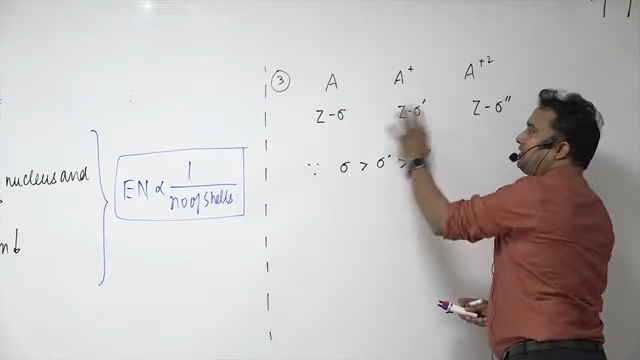 nucleus and
n↓
EN ∝ 1/no of shells
③ A A⁺ A⁺²
Z-σ Z-σ′ Z-σ″
∵ σ > σ′ >